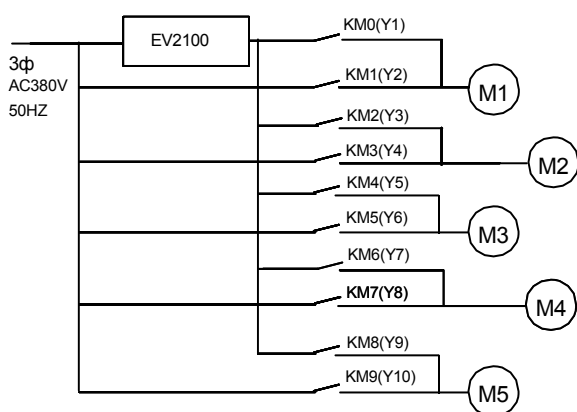 EV2100
KM0(Y1)
3ф
AC380V
50HZ
KM1(Y2)
M1
KM2(Y3)
KM3(Y4)
M2
KM4(Y5)
KM5(Y6)
M3
KM6(Y7)
KM7(Y8)
M4
KM8(Y9)
KM9(Y10)
M5